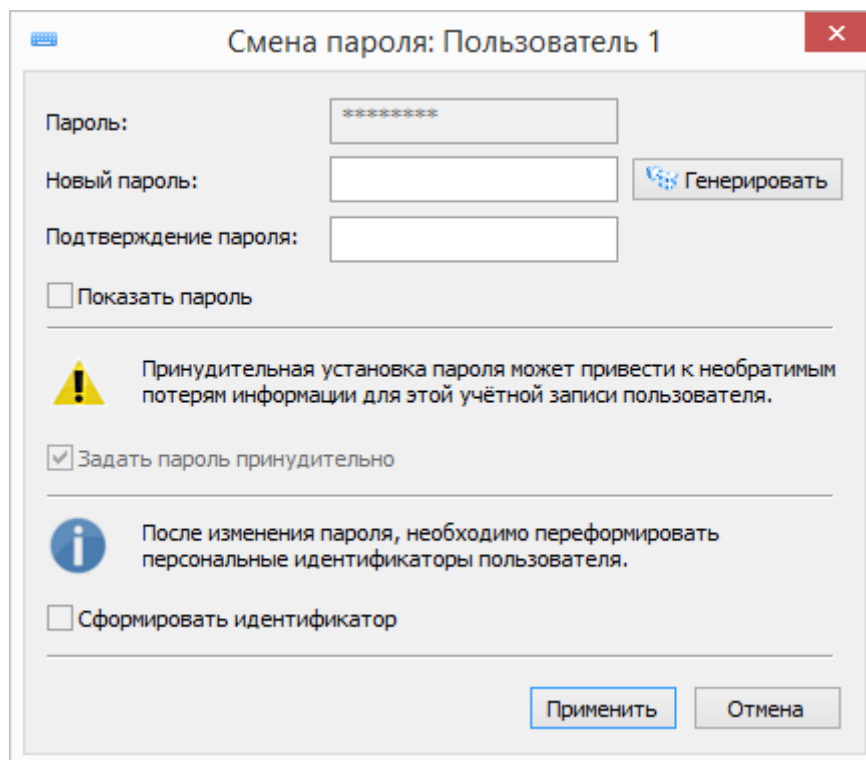 Смена пароля: Пользователь 1
Пароль: ********
Новый пароль: Генерировать
Подтверждение пароля:
Показать пароль
Принудительная установка пароля может привести к необратимым
потерям информации для этой учётной записи пользователя.
Задать пароль принудительно
После изменения пароля, необходимо переформировать
персональные идентификаторы пользователя.
Сформировать идентификатор
Применить Отмена